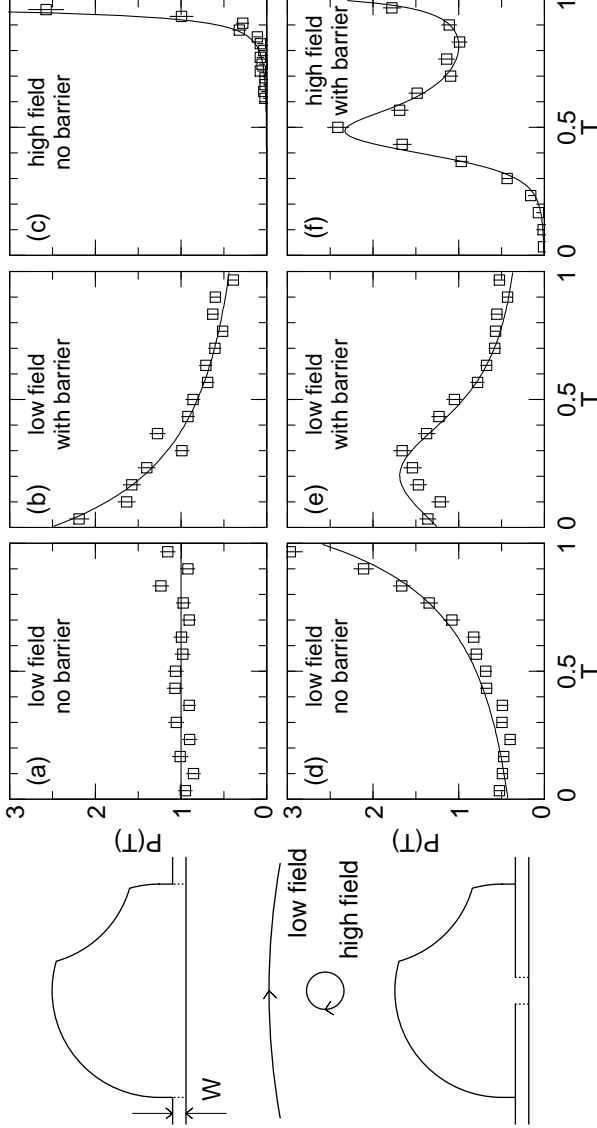 W
low field
high field
P(T)
3
2
1
0
(a)
low field
no barrier
(b)
low field
with barrier
(c)
high field
no barrier
P(T)
2
1
0
(d)
low field
no barrier
(e)
low field
with barrier
(f)
high field
with barrier
0 0.5 1
T
0 0.5 1
T
0 0.5 1
T